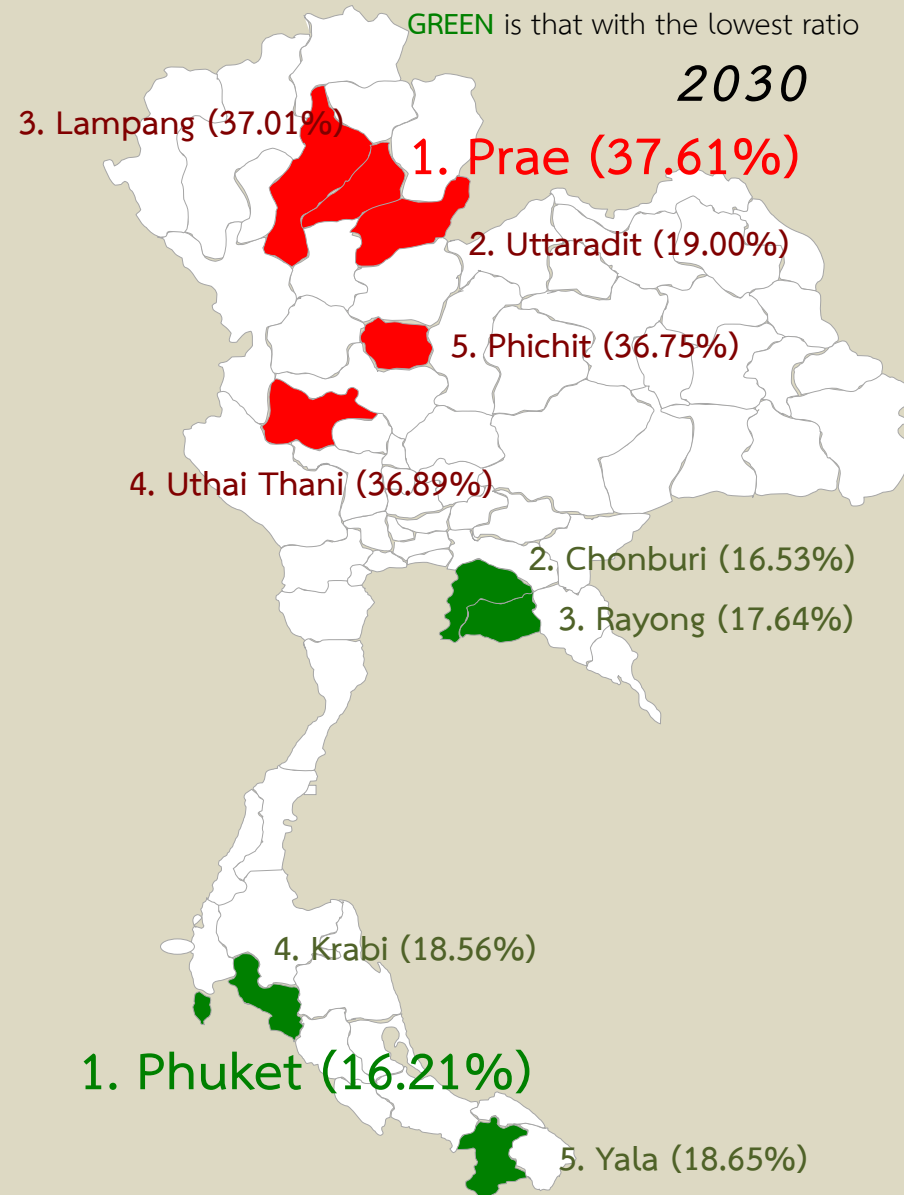 GREEN is that with the lowest ratio
2030
3. Lampang (37.01%)
1. Prae (37.61%)
2. Uttaradit (19.00%)
5. Phichit (36.75%)
4. Uthai Thani (36.89%)
2. Chonburi (16.53%)
3. Rayong (17.64%)
4. Krabi (18.56%)
1. Phuket (16.21%)
5. Yala (18.65%)